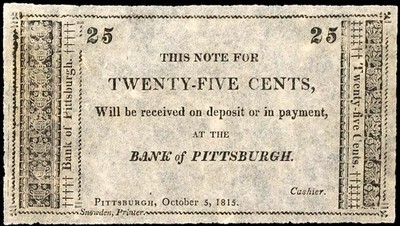 25 25
THIS NOTE FOR
TWENTY-FIVE CENTS,
Will be received on deposit or in payment,
AT THE
BANK of PITTSBURGH.
Cashier.
PITTSBURGH, October 5, 1815.
Snowden, Printer.
Bank of Pittsburgh.
Twenty-five Cents.